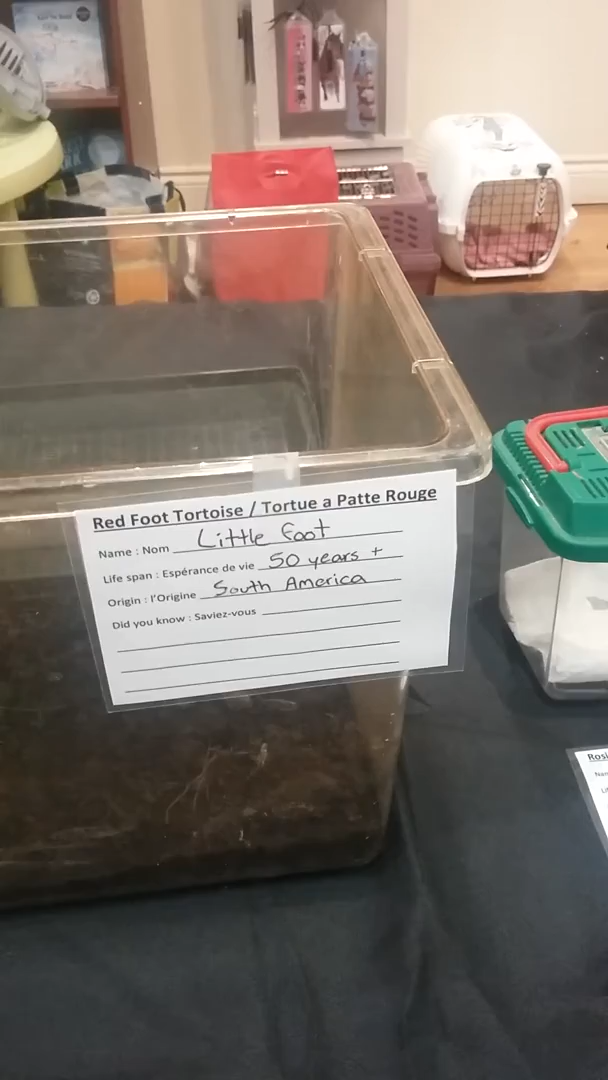 Red Foot Tortoise / Tortue a Patte Rouge
Name : Nom Little foot
Life span : Espérance de vie 50 years +
Origin : l'Origine South America
Did you know : Saviez-vous